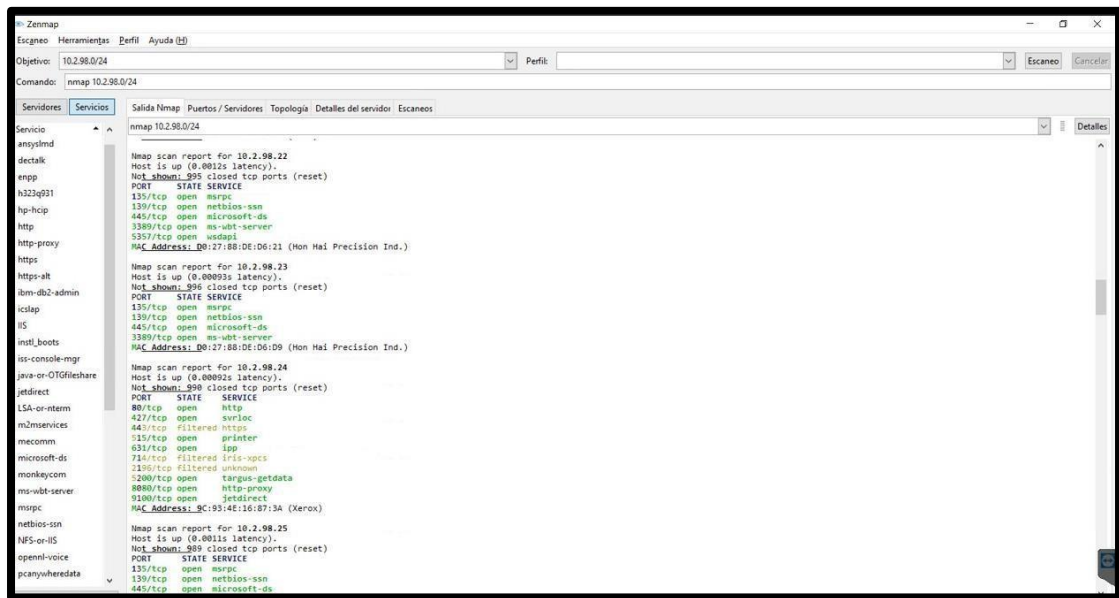 Zenmap
Escaneo Herramientas Perfil Ayuda (H)
Objetivo: 10.2.98.0/24 Perfil: Escaneo Cancelar
Comando: nmap 10.2.98.0/24
Servidores Servicios
Servicio
ansyslmd
dectalk
enpp
h323q931
hp-hcip
http
http-proxy
https
https-alt
ibm-db2-admin
icslap
IIS
instl_boots
iss-console-mgr
java-or-OTGfileshare
jetdirect
LSA-or-nterm
m2mservices
mecomm
microsoft-ds
monkeycom
ms-wbt-server
msrpc
netbios-ssn
NFS-or-IIS
opennl-voice
pcanywheredata
Salida Nmap Puertos / Servidores Topología Detalles del servidor Escaneos
nmap 10.2.98.0/24 Detalles
Nmap scan report for 10.2.98.22
Host is up (0.0012s latency).
Not shown: 995 closed tcp ports (reset)
PORT STATE SERVICE
135/tcp open msrpc
139/tcp open netbios-ssn
445/tcp open microsoft-ds
3389/tcp open ms-wbt-server
5357/tcp open wsdapi
MAC Address: D0:27:88:DE:D6:21 (Hon Hai Precision Ind.)
Nmap scan report for 10.2.98.23
Host is up (0.00093s latency).
Not shown: 996 closed tcp ports (reset)
PORT STATE SERVICE
135/tcp open msrpc
139/tcp open netbios-ssn
445/tcp open microsoft-ds
3389/tcp open ms-wbt-server
MAC Address: D0:27:88:DE:D6:D9 (Hon Hai Precision Ind.)
Nmap scan report for 10.2.98.24
Host is up (0.00092s latency).
Not shown: 990 closed tcp ports (reset)
PORT STATE SERVICE
80/tcp open http
427/tcp open svrloc
443/tcp filtered https
515/tcp open printer
631/tcp open ipp
714/tcp filtered iris-xpcs
2196/tcp filtered unknown
5200/tcp open targus-getdata
8080/tcp open http-proxy
9100/tcp open jetdirect
MAC Address: 9C:93:4E:16:87:3A (Xerox)
Nmap scan report for 10.2.98.25
Host is up (0.0011s latency).
Not shown: 989 closed tcp ports (reset)
PORT STATE SERVICE
135/tcp open msrpc
139/tcp open netbios-ssn
445/tcp open microsoft-ds